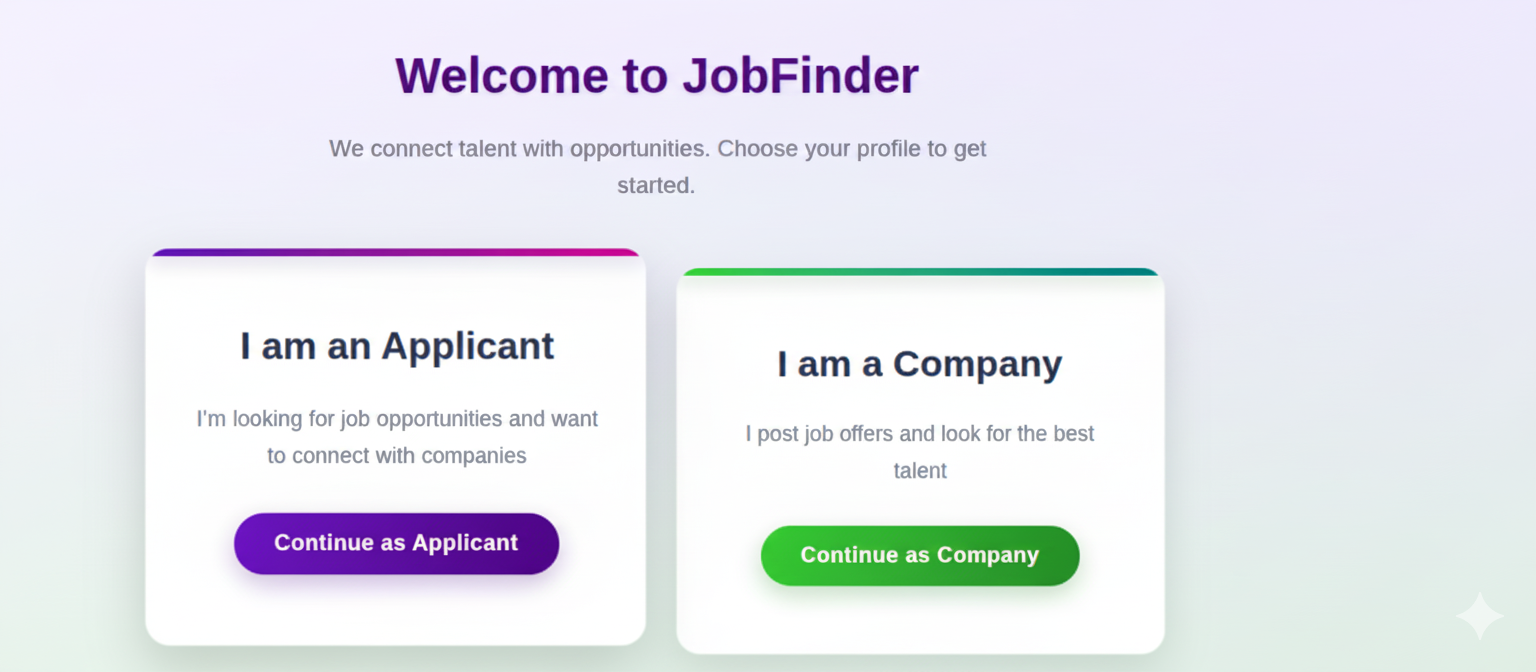 Welcome to JobFinder
We connect talent with opportunities. Choose your profile to get
started.
I am an Applicant
I'm looking for job opportunities and want
to connect with companies
Continue as Applicant
I am a Company
I post job offers and look for the best
talent
Continue as Company